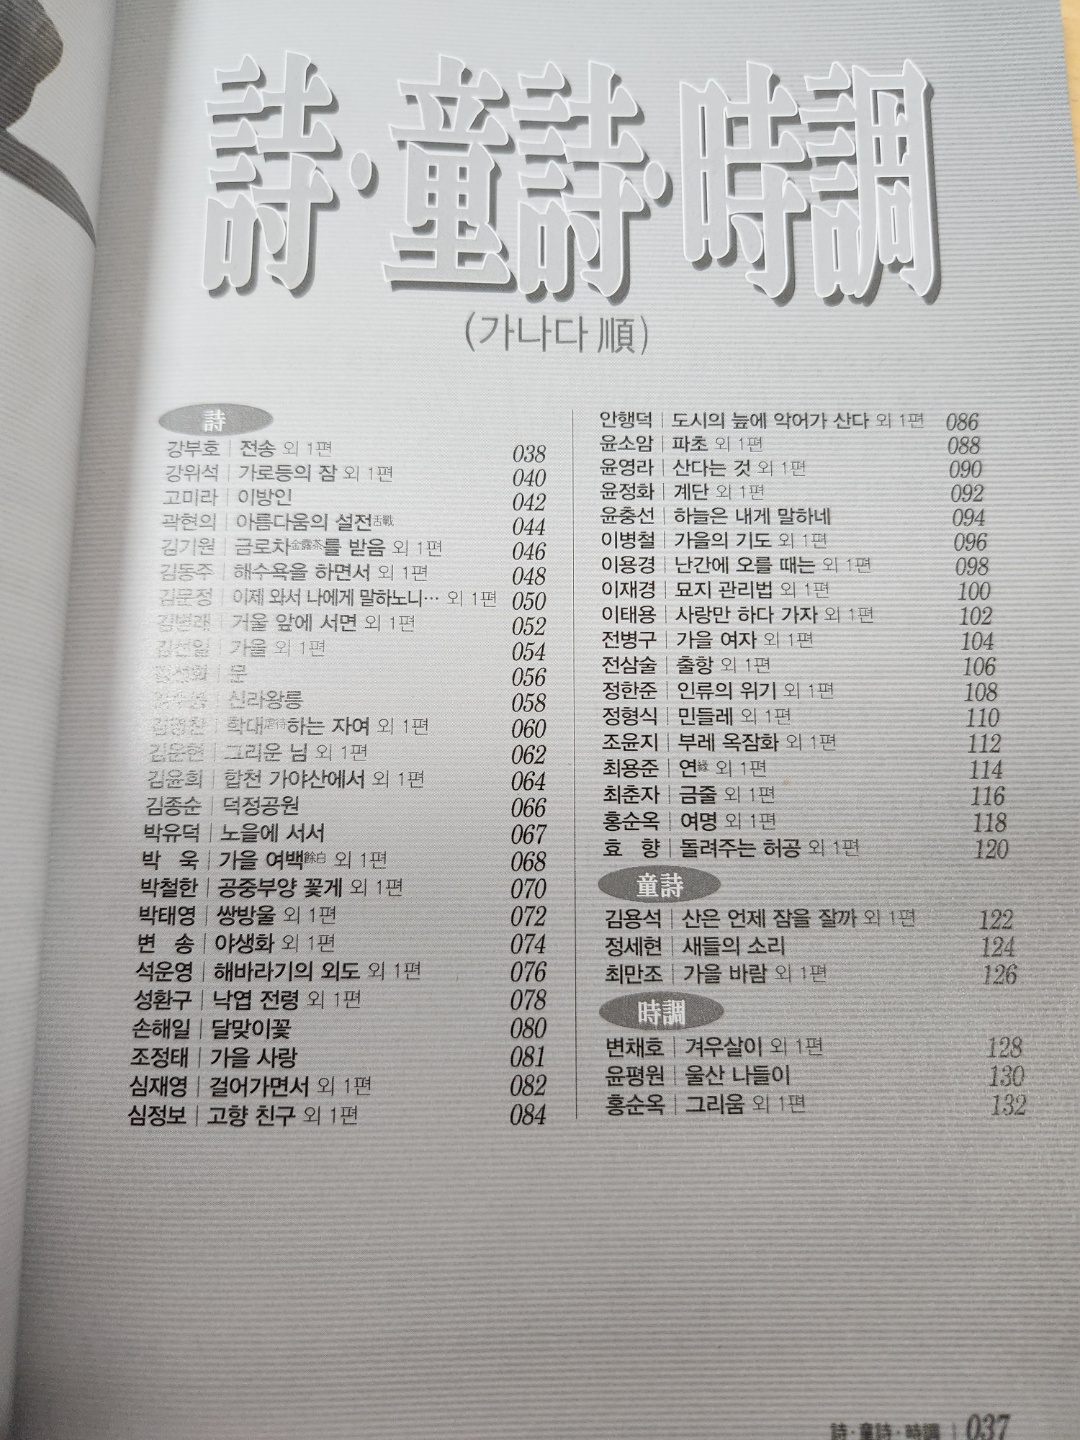 詩·童詩·時調
(가나다 順)
詩
강부호 | 전송 외 1편 038
강위석 | 가로등의 잠 외 1편 040
고미라 | 이방인 042
곽현의 | 아름다움의 설전舌戰 044
김기원 | 금로차金露茶를 받음 외 1편 046
김동주 | 해수욕을 하면서 외 1편 048
김문정 | 이제 와서 나에게 말하노니… 외 1편 050
거울 앞에 서면 외 1편 052
가을 외 1편 054
문 056
신라왕릉 058
학대虐待하는 자여 외 1편 060
김윤현 | 그리운 님 외 1편 062
김윤희 | 합천 가야산에서 외 1편 064
김종순 | 덕정공원 066
박유덕 | 노을에 서서 067
박 욱 | 가을 여백餘白 외 1편 068
박철한 | 공중부양 꽃게 외 1편 070
박태영 | 쌍방울 외 1편 072
변 송 | 야생화 외 1편 074
석운영 | 해바라기의 외도 외 1편 076
성환구 | 낙엽 전령 외 1편 078
손해일 | 달맞이꽃 080
조정태 | 가을 사랑 081
심재영 | 걸어가면서 외 1편 082
심정보 | 고향 친구 외 1편 084
안행덕 | 도시의 늪에 악어가 산다 외 1편 086
윤소암 | 파초 외 1편 088
윤영라 | 산다는 것 외 1편 090
윤정화 | 계단 외 1편 092
윤충선 | 하늘은 내게 말하네 094
이병철 | 가을의 기도 외 1편 096
이용경 | 난간에 오를 때는 외 1편 098
이재경 | 묘지 관리법 외 1편 100
이태용 | 사랑만 하다 가자 외 1편 102
전병구 | 가을 여자 외 1편 104
전삼술 | 출항 외 1편 106
정한준 | 인류의 위기 외 1편 108
정형식 | 민들레 외 1편 110
조윤지 | 부레 옥잠화 외 1편 112
최용준 | 연 외 1편 114
최춘자 | 금줄 외 1편 116
홍순옥 | 여명 외 1편 118
효 향 | 돌려주는 허공 외 1편 120
童詩
김용석 | 산은 언제 잠을 잘까 외 1편 122
정세현 | 새들의 소리 124
최만조 | 가을 바람 외 1편 126
時調
변채호 | 겨우살이 외 1편 128
윤평원 | 울산 나들이 130
홍순옥 | 그리움 외 1편 132
詩·童詩·時調 | 037